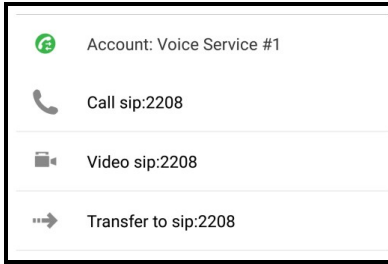 Account: Voice Service #1
Call sip:2208
Video sip:2208
Transfer to sip:2208